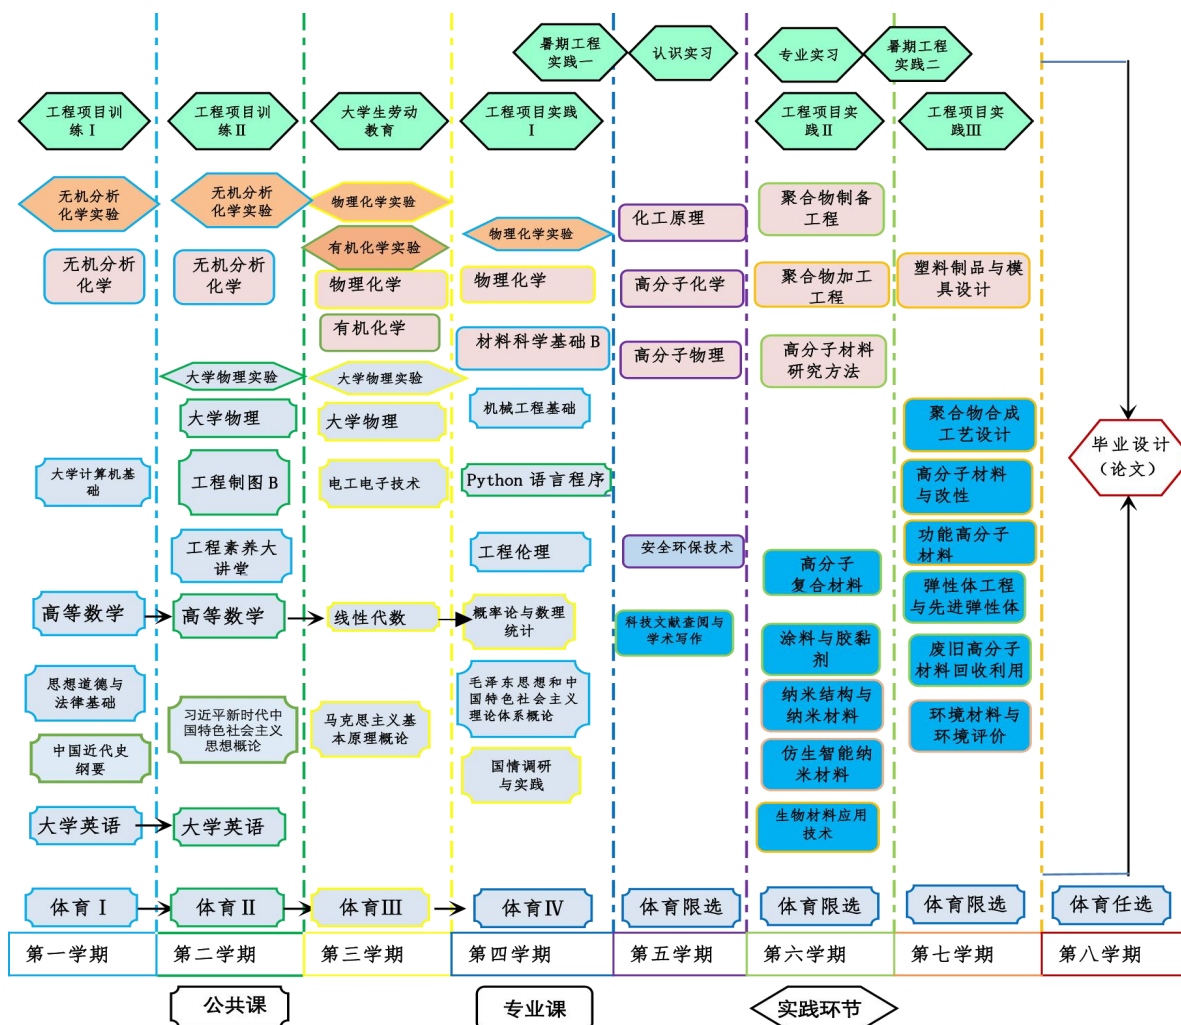 暑期工程
实践一
认识实习
专业实习
暑期工程
实践二
工程项目训
练 I
工程项目训
练 II
大学生劳动
教育
工程项目实践
I
工程项目实
践 II
工程项目实
践 III
无机分析
化学实验
无机分析
化学实验
物理化学实验
有机化学实验
物理化学实验
化工原理
聚合物制备
工程
无机分析
化学
无机分析
化学
物理化学
物理化学
高分子化学
聚合物加工
工程
塑料制品与模
具设计
有机化学
材料科学基础 B
高分子物理
高分子材料
研究方法
大学物理实验
大学物理实验
机械工程基础
大学物理
大学物理
聚合物合成
工艺设计
毕业设计
（论文）
大学计算机基
础
工程制图 B
电工电子技术
Python 语言程序
高分子材料
与改性
工程素养大
讲堂
工程伦理
安全环保技术
高分子
复合材料
功能高分子
材料
弹性体工程
与先进弹性体
高等数学
高等数学
线性代数
概率论与数理
统计
科技文献查阅与
学术写作
涂料与胶黏
剂
废旧高分子
材料回收利用
思想道德与
法律基础
习近平新时代中
国特色社会主义
思想概论
马克思主义基
本原理概论
毛泽东思想和中
国特色社会主义
理论体系概论
纳米结构与
纳米材料
环境材料与
环境评价
中国近代史
纲要
国情调研
与实践
仿生智能纳
米材料
大学英语
大学英语
生物材料应用
技术
体育 I
体育 II
体育 III
体育 IV
体育限选
体育限选
体育限选
体育任选
第一学期
第二学期
第三学期
第四学期
第五学期
第六学期
第七学期
第八学期
公共课
专业课
实践环节